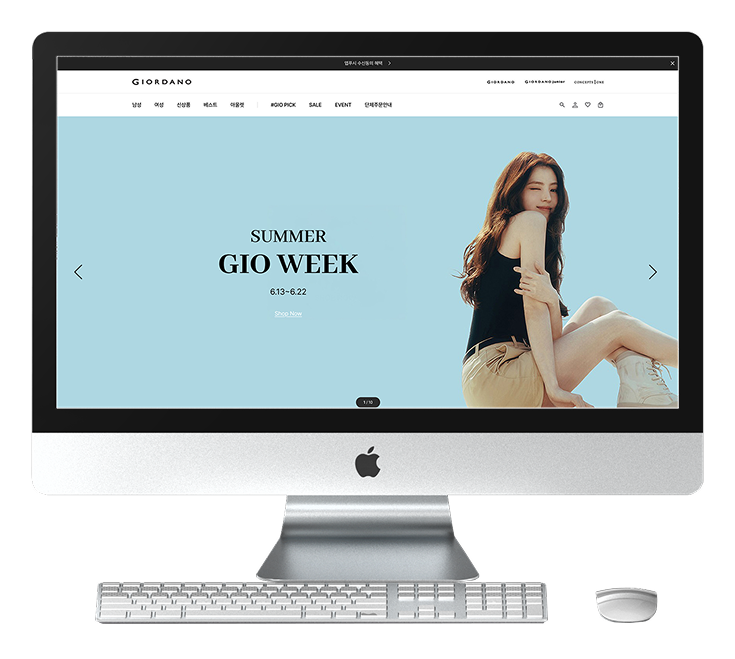 앱푸시 수신동의 혜택
GIORDANO
GIORDANO GIORDANO junior CONCEPTS|ONE
남성 여성 신상품 베스트 아울렛 #GIO PICK SALE EVENT 단체주문안내
SUMMER
GIO WEEK
6.13~6.22
Shop Now
1 / 10